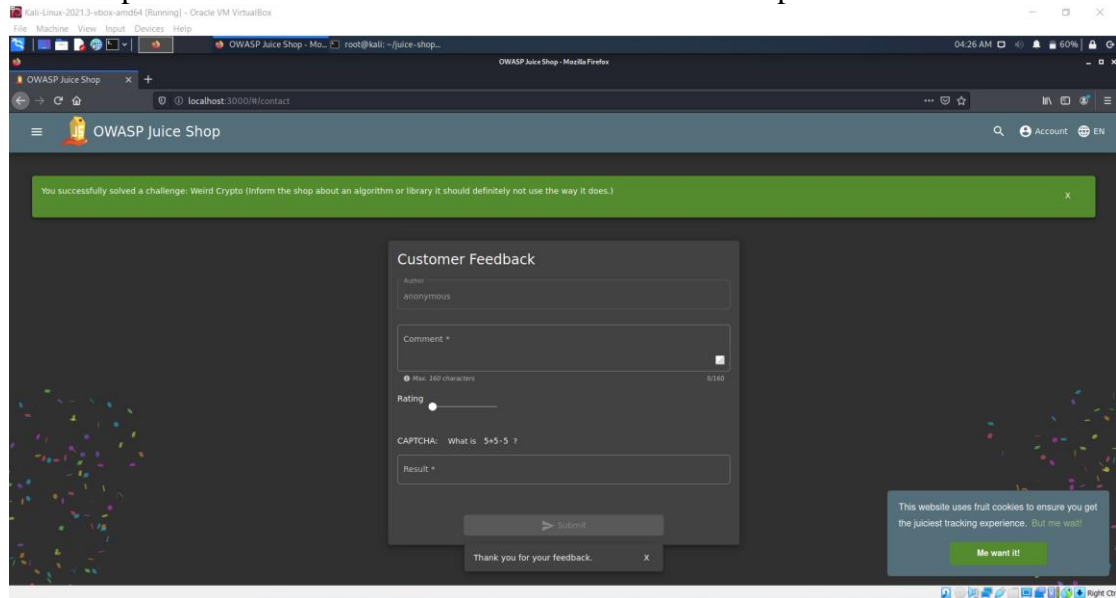 Kali-Linux-2021.3-vbox-amd64 [Running] - Oracle VM VirtualBox
File Machine View Input Devices Help
OWASP Juice Shop - Mo... root@kali: ~/juice-shop... 04:26 AM 60%
OWASP Juice Shop - Mozilla Firefox
OWASP Juice Shop
localhost:3000/#/contact
OWASP Juice Shop Account EN
You successfully solved a challenge: Weird Crypto (Inform the shop about an algorithm or library it should definitely not use the way it does.) X
Customer Feedback
Author
anonymous
Comment *
Max. 160 characters 0/160
Rating
CAPTCHA: What is 5+5-5 ?
Result *
Submit
Thank you for your feedback. X
This website uses fruit cookies to ensure you get
the juiciest tracking experience. But me wait!
Me want it!
Right Ctrl